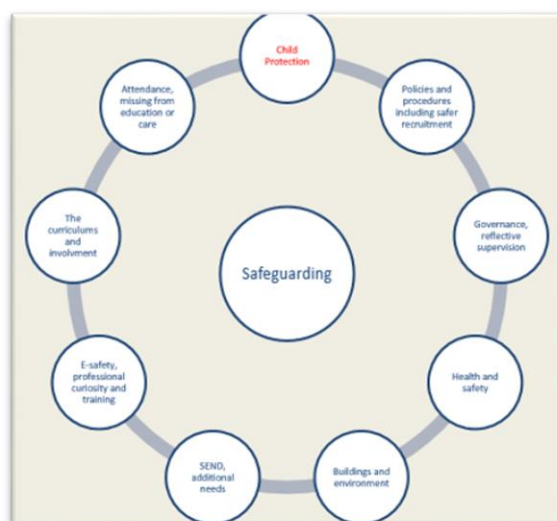 Child
Protection
Policies and
procedures
including safer
recruitment
Governance,
reflective
supervision
Health and
safety
Buildings and
environment
SEND,
additional
needs
E-safety,
professional
curiosity and
training
The
curriculums
and
involvment
Attendance,
missing from
education or
care
Safeguarding